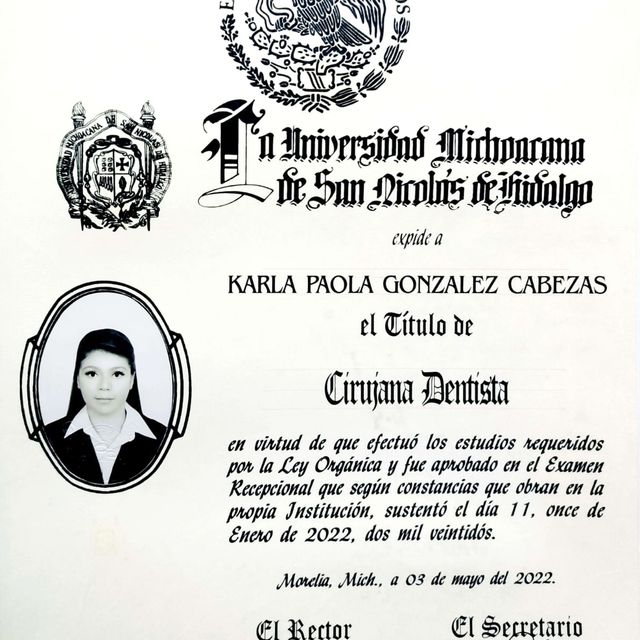 La Universidad Michoacana
de San Nicolás de Hidalgo
expide a
KARLA PAOLA GONZALEZ CABEZAS
el Título de
Cirujana Dentista
en virtud de que efectuó los estudios requeridos
por la Ley Orgánica y fue aprobado en el Examen
Recepcional que según constancias que obran en la
propia Institución, sustentó el día 11, once de
Enero de 2022, dos mil veintidós.
Morelia, Mich., a 03 de mayo del 2022.
El Rector El Secretario